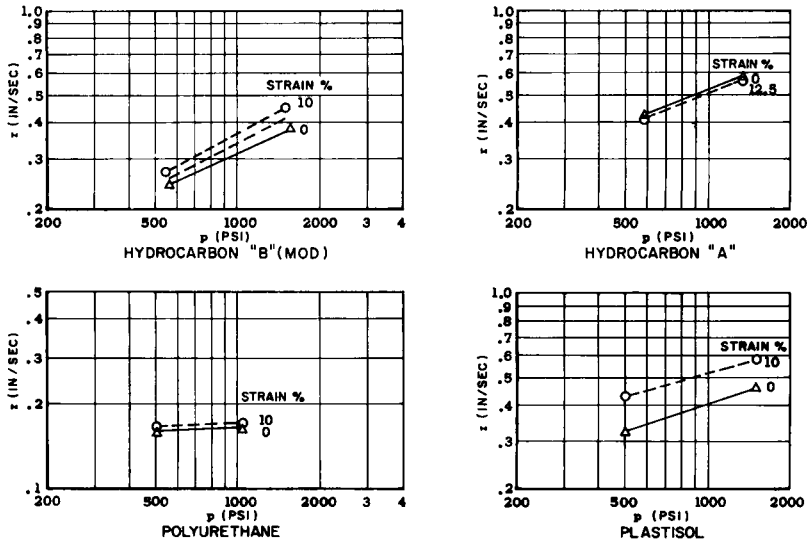 1.0
.9
.8
.7
.6
.5
.4
.3
.2
r (IN/SEC)
STRAIN %
10
0
200 500 1000 2000 3 4
p (PSI)
HYDROCARBON "B" (MOD)
1.0
.9
.8
.7
.6
.5
.4
.3
.2
r (IN/SEC)
STRAIN %
0
12.5
200 500 1000 2000
p (PSI)
HYDROCARBON "A"
.5
.3
.2
.1
r (IN/SEC)
STRAIN %
10
0
200 500 1000 2000 3 4
p (PSI)
POLYURETHANE
1.0
.9
.8
.7
.6
.5
.4
.3
.2
r (IN/SEC)
STRAIN %
10
0
200 500 1000 2000
p (PSI)
PLASTISOL